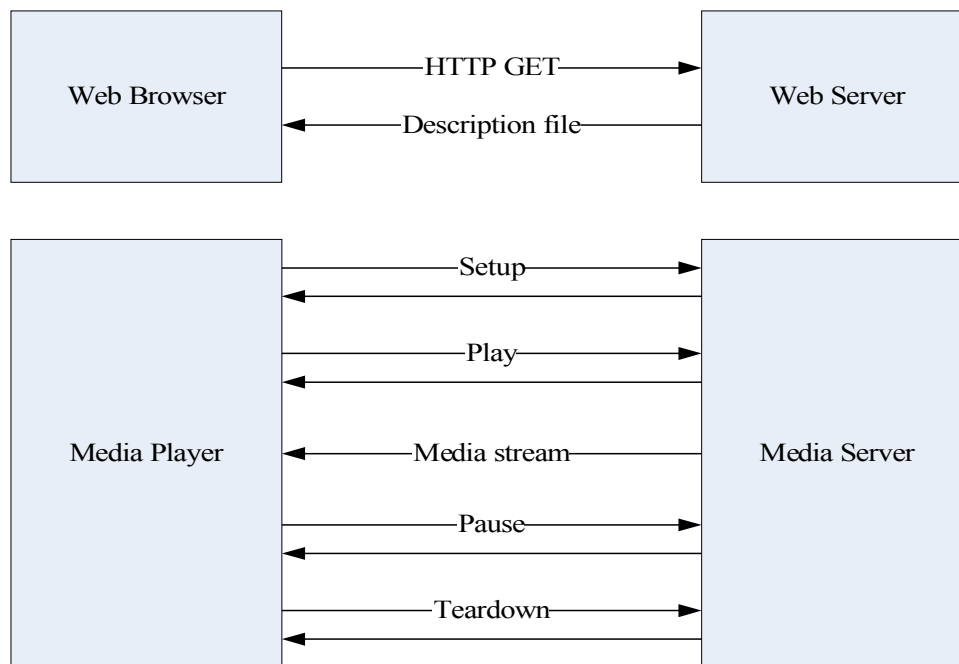 HTTP GET
Web Browser
Web Server
Description file
Setup
Play
Media Player
Media stream
Media Server
Pause
Teardown